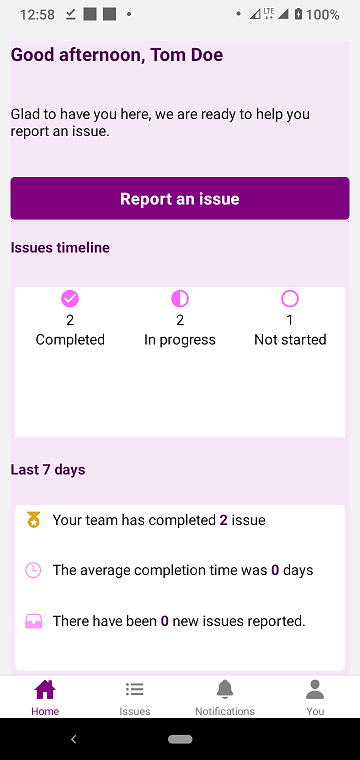 12:58
LTE
100%
Good afternoon, Tom Doe
Glad to have you here, we are ready to help you
report an issue.
Report an issue
Issues timeline
2
2
1
Completed
In progress
Not started
Last 7 days
Your team has completed 2 issue
The average completion time was 0 days
There have been 0 new issues reported.
Home
Issues
Notifications
You